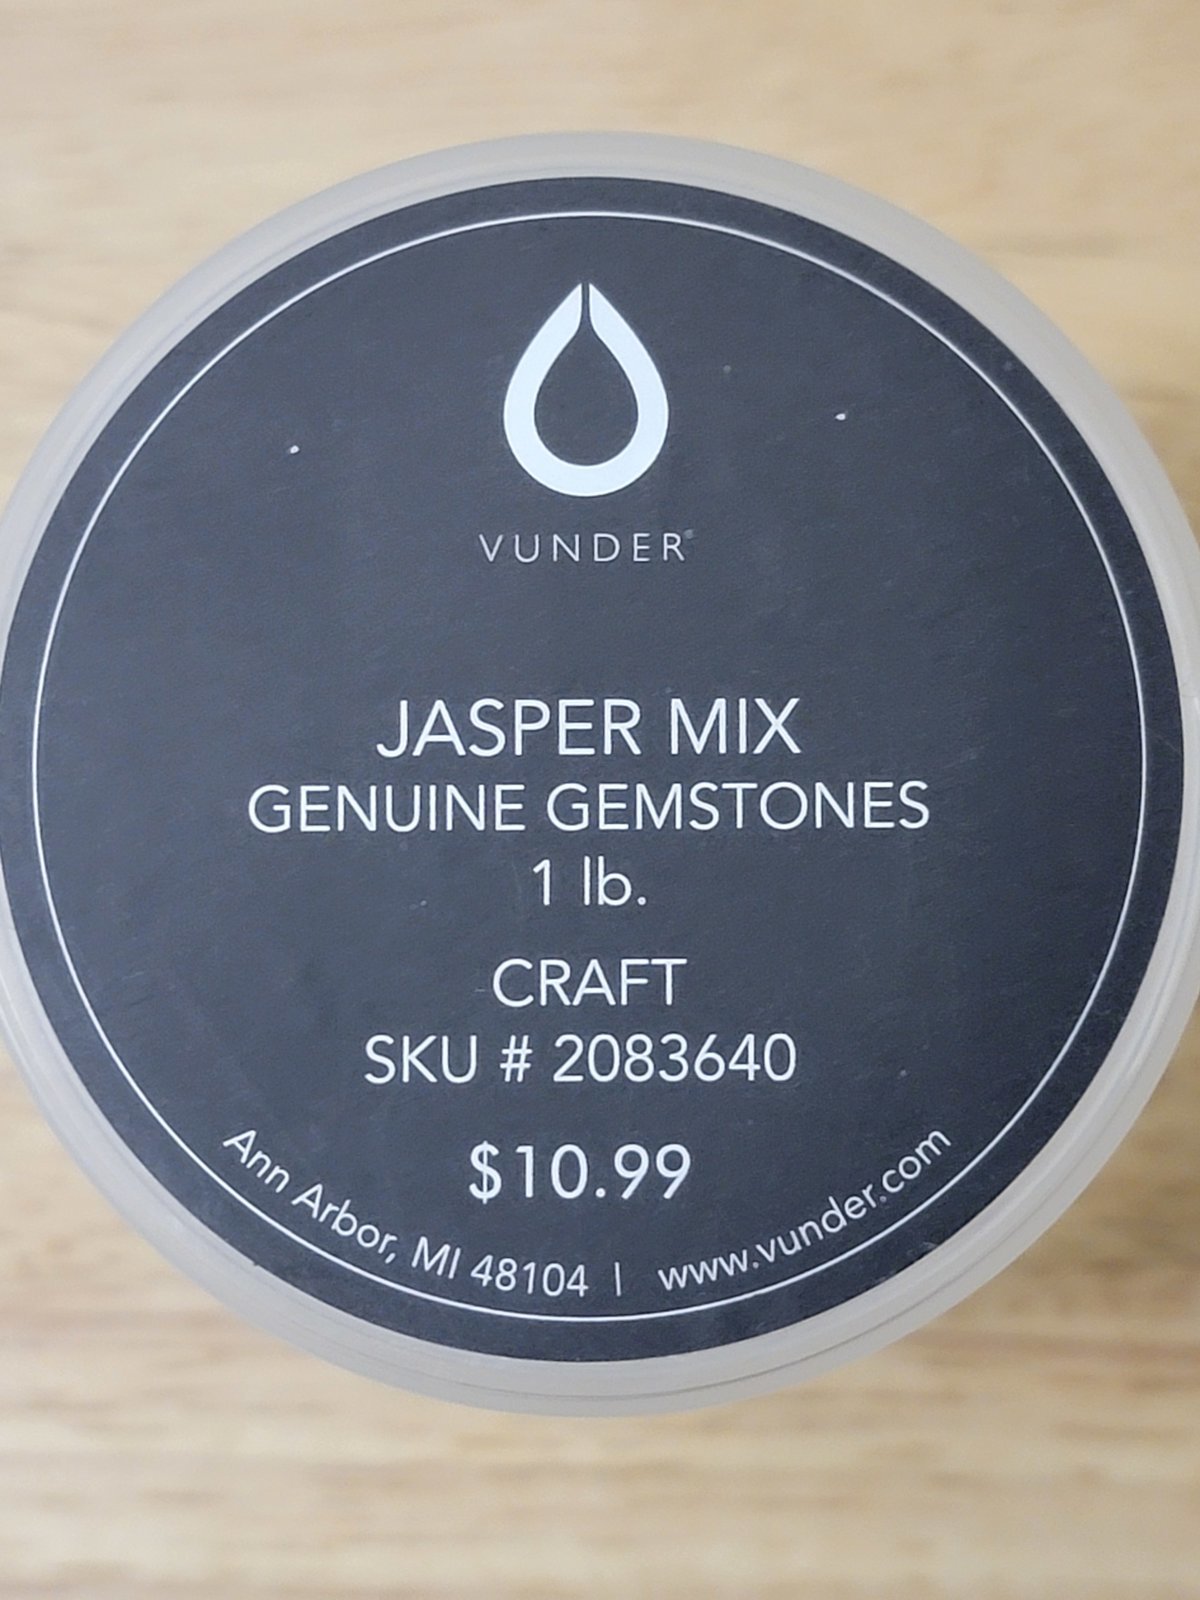 VUNDER
JASPER MIX
GENUINE GEMSTONES
1 lb.
CRAFT
SKU # 2083640
$10.99
Ann Arbor, MI 48104 | www.vunder.com